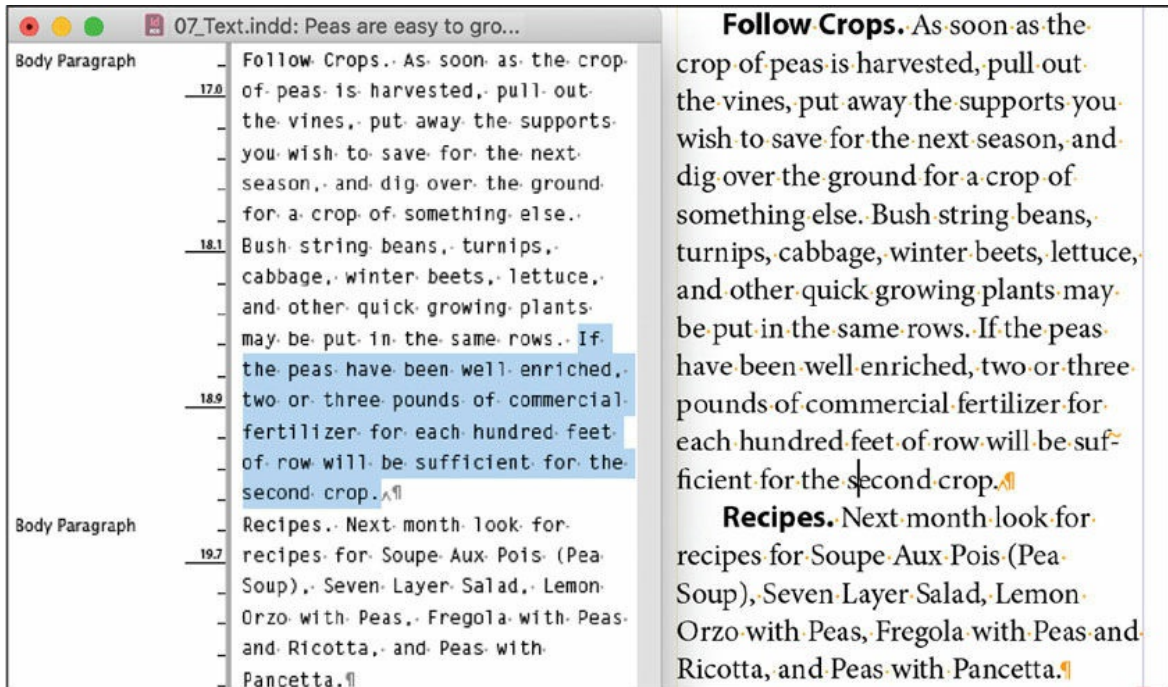 07_Text.indd: Peas are easy to gro...
Body Paragraph
Follow Crops. As soon as the crop
17.0
of peas is harvested, pull out
the vines, put away the supports
you wish to save for the next
season, and dig over the ground
for a crop of something else.
18.1
Bush string beans, turnips,
cabbage, winter beets, lettuce,
and other quick growing plants
may be put in the same rows. If
the peas have been well enriched,
18.9
two or three pounds of commercial
fertilizer for each hundred feet
of row will be sufficient for the
second crop.^¶
Body Paragraph
Recipes. Next month look for
19.7
recipes for Soupe Aux Pois (Pea
Soup), Seven Layer Salad, Lemon
Orzo with Peas, Fregola with Peas
and Ricotta, and Peas with
Pancetta.¶
Follow Crops. As soon as the
crop of peas is harvested, pull out
the vines, put away the supports you
wish to save for the next season, and
dig over the ground for a crop of
something else. Bush string beans,
turnips, cabbage, winter beets, lettuce,
and other quick growing plants may
be put in the same rows. If the peas
have been well enriched, two or three
pounds of commercial fertilizer for
each hundred feet of row will be suf-
ficient for the second crop.^¶
Recipes. Next month look for
recipes for Soupe Aux Pois (Pea
Soup), Seven Layer Salad, Lemon
Orzo with Peas, Fregola with Peas and
Ricotta, and Peas with Pancetta.¶